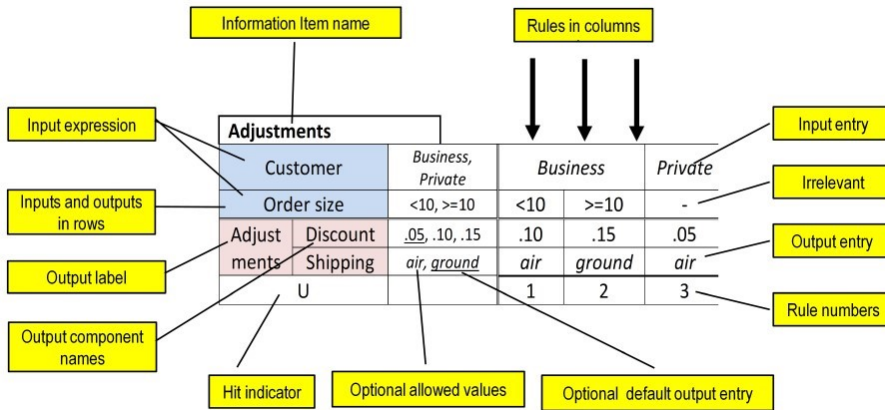 Information Item name
Rules in columns
Input expression
Adjustments
Input entry
Customer
Business,
Private
Business
Private
Irrelevant
Inputs and outputs
in rows
Order size
<10, >=10
<10
>=10
-
Adjust
ments
Discount
.05, .10, .15
.10
.15
.05
Output entry
Shipping
air, ground
air
ground
air
Output label
U
1
2
3
Rule numbers
Output component
names
Hit indicator
Optional allowed values
Optional default output entry